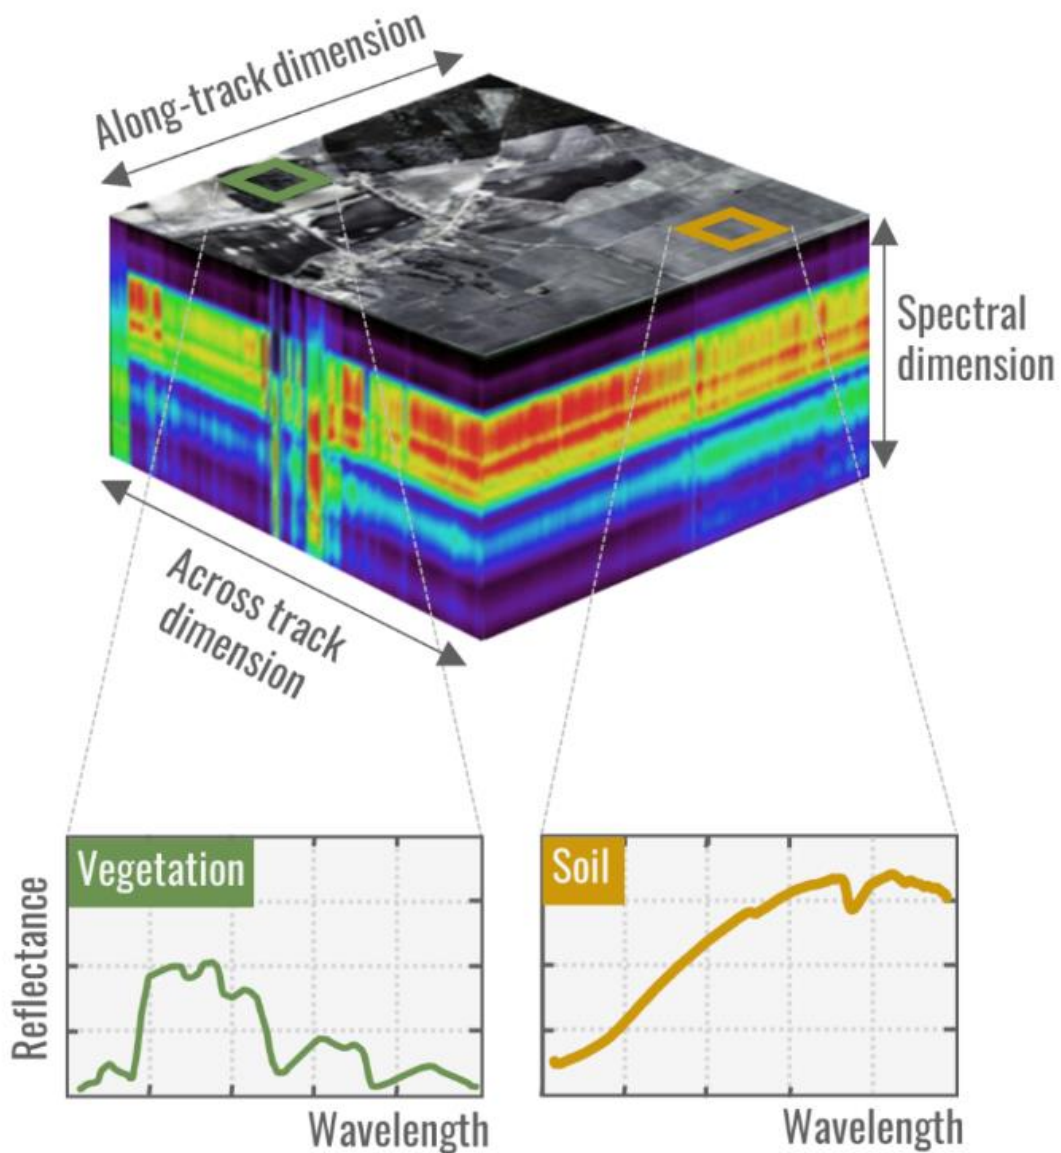 Along-track dimension
Spectral
dimension
Across track
dimension
Vegetation
Soil
Reflectance
Wavelength
Wavelength